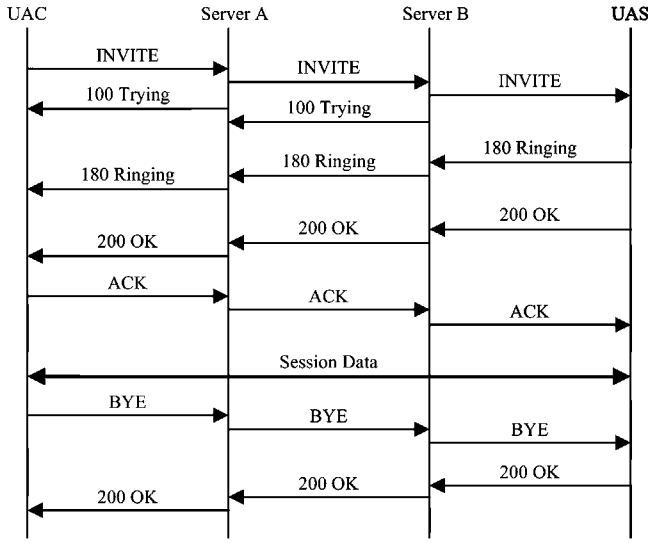 UAC Server A Server B UAS
INVITE
INVITE
INVITE
100 Trying
100 Trying
180 Ringing
180 Ringing
180 Ringing
200 OK
200 OK
200 OK
ACK
ACK
ACK
Session Data
BYE
BYE
BYE
200 OK
200 OK
200 OK